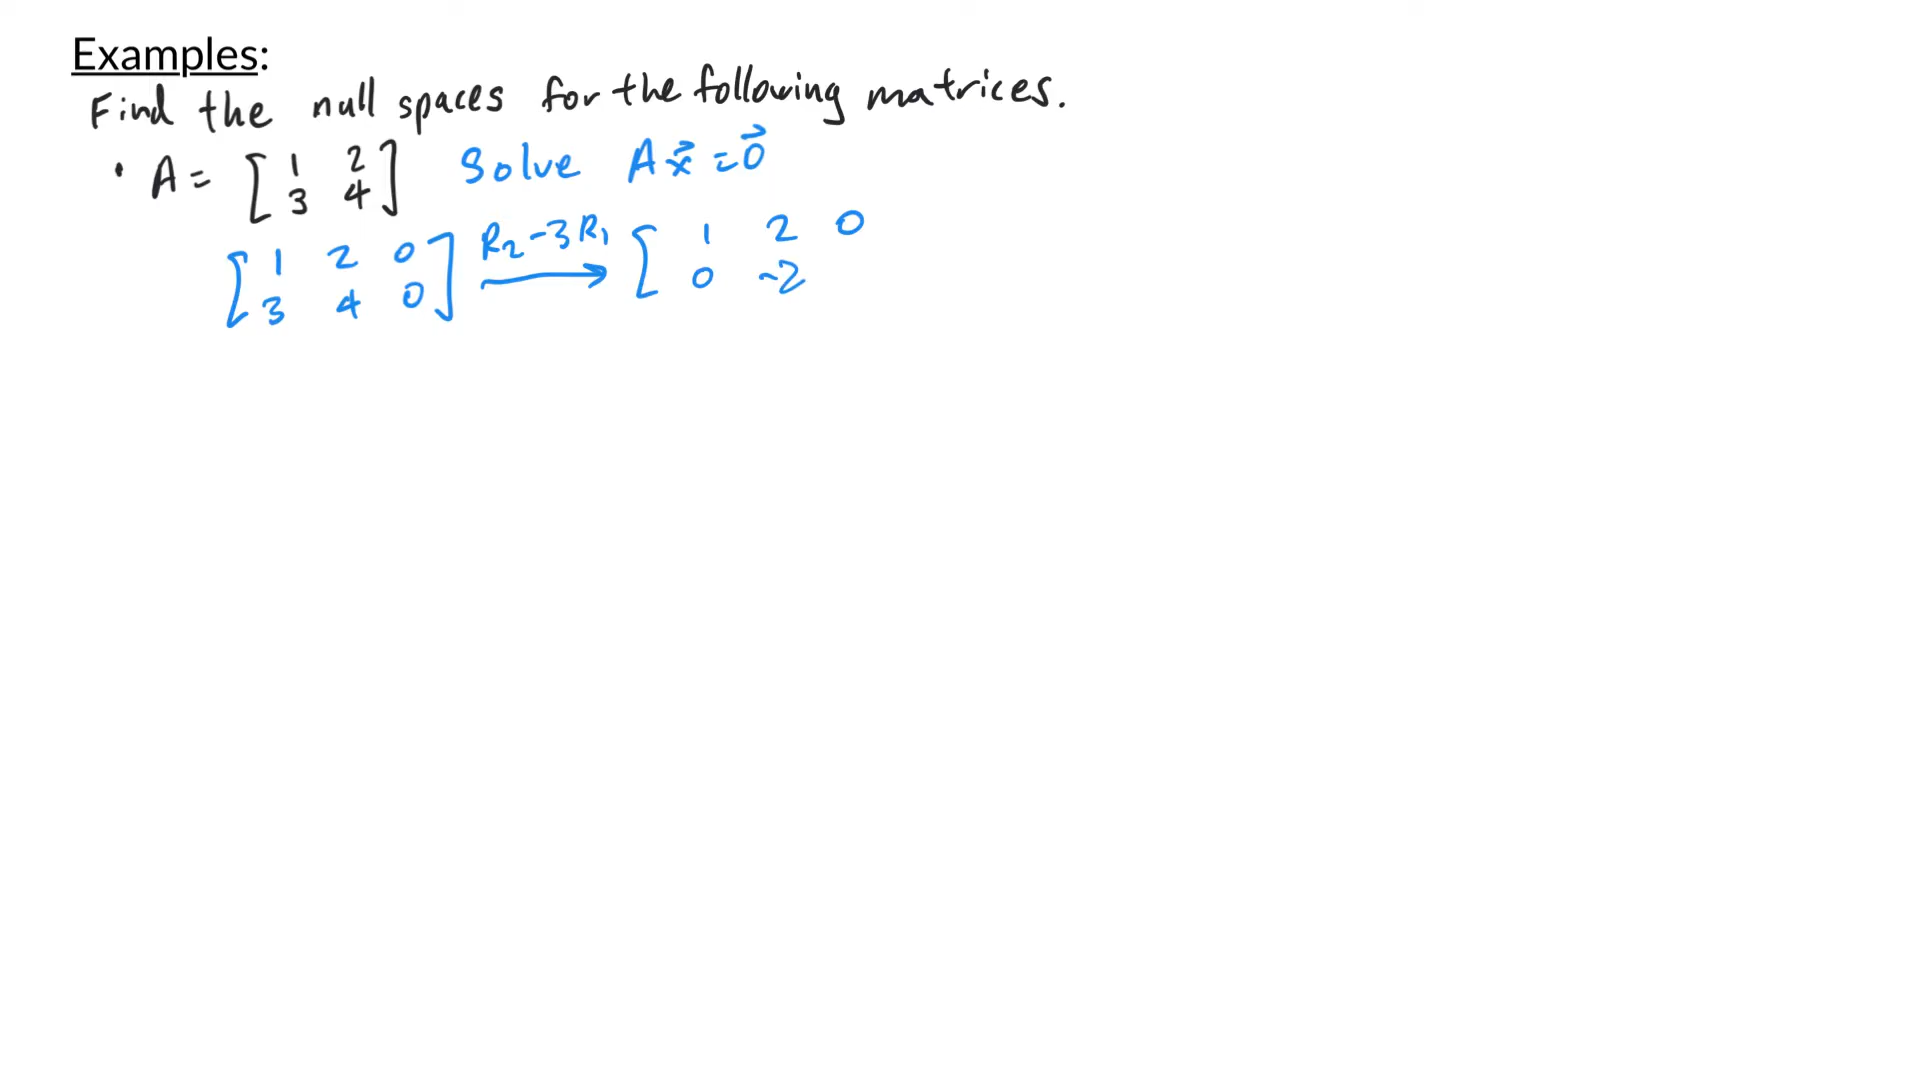 Examples:
Find the null spaces for the following matrices.
• A = [1 2; 3 4] Solve Ax⃗ = 0⃗
[1 2 0; 3 4 0] R₂ - 3R₁ → [1 2 0; 0 -2